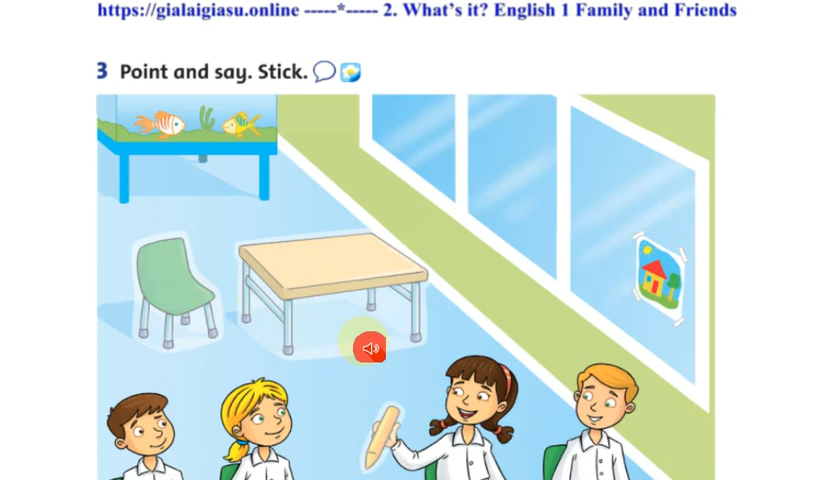 https://gialaigiasu.online -----*----- 2. What's it? English 1 Family and Friends
3 Point and say. Stick.